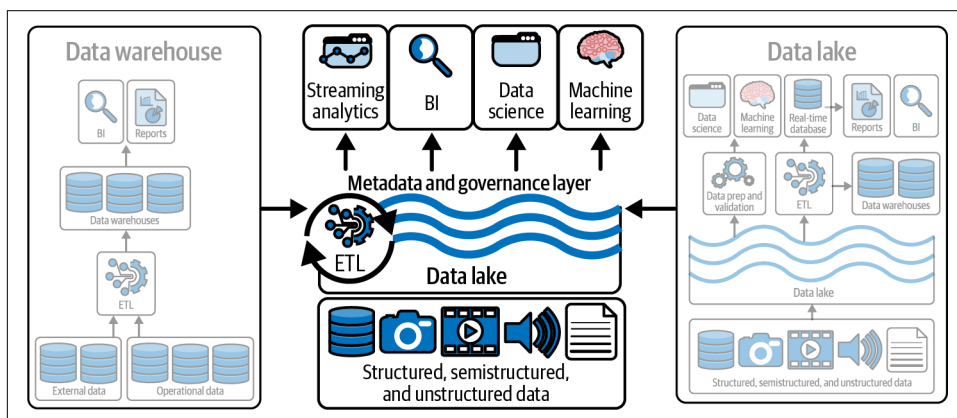 Data warehouse
BI
Reports
Data warehouses
ETL
External data
Operational data
Streaming
analytics
BI
Data
science
Machine
learning
Metadata and governance layer
ETL
Data lake
Structured, semistructured,
and unstructured data
Data lake
Data
science
Machine
learning
Real-time
database
Reports
BI
Data prep and
validation
ETL
Data warehouses
Data lake
Structured, semistructured, and unstructured data